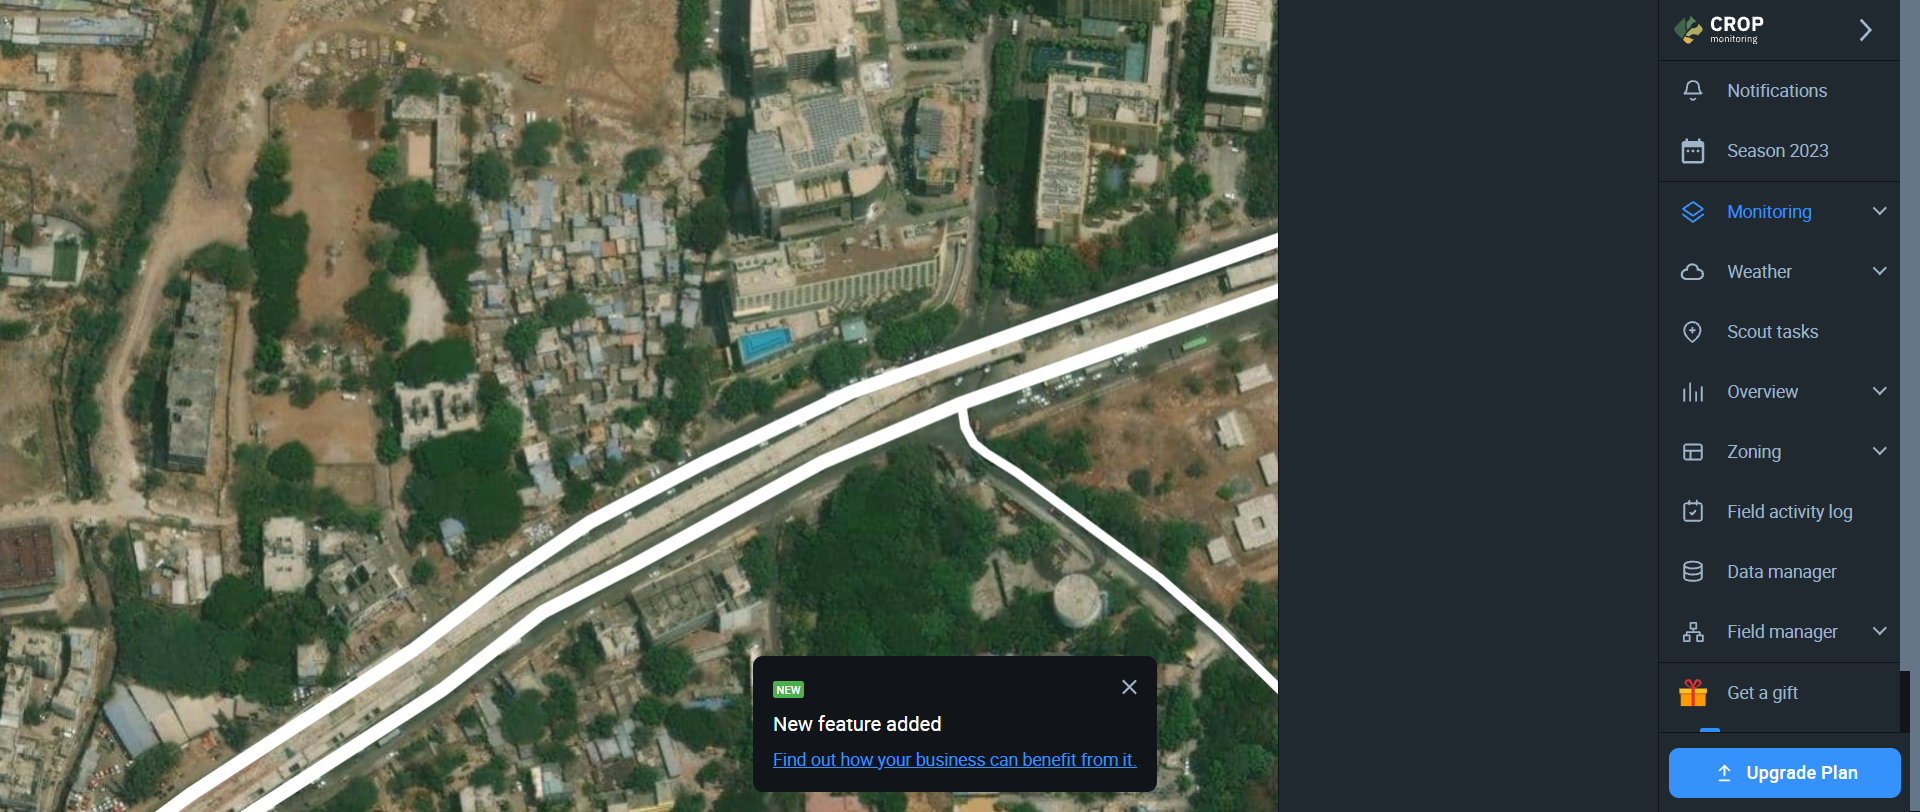 CROP
monitoring
Notifications
Season 2023
Monitoring
Weather
Scout tasks
Overview
Zoning
Field activity log
Data manager
Field manager
Get a gift
Upgrade Plan
NEW
New feature added
Find out how your business can benefit from it.